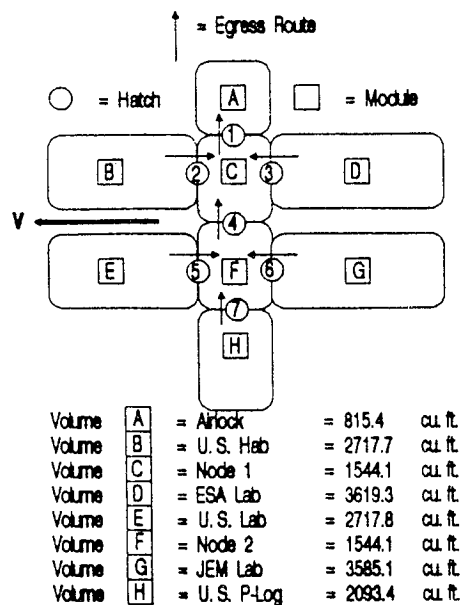 = Egress Route
A
= Hatch
= Module
1
B
2
C
3
D
V
4
E
5
F
6
G
7
H
Volume A = Airlock = 815.4 cu. ft.
Volume B = U. S. Hab = 2717.7 cu. ft.
Volume C = Node 1 = 1544.1 cu. ft.
Volume D = ESA Lab = 3619.3 cu. ft.
Volume E = U. S. Lab = 2717.8 cu. ft.
Volume F = Node 2 = 1544.1 cu. ft.
Volume G = JEM Lab = 3585.1 cu. ft.
Volume H = U. S. P-Log = 2093.4 cu. ft.